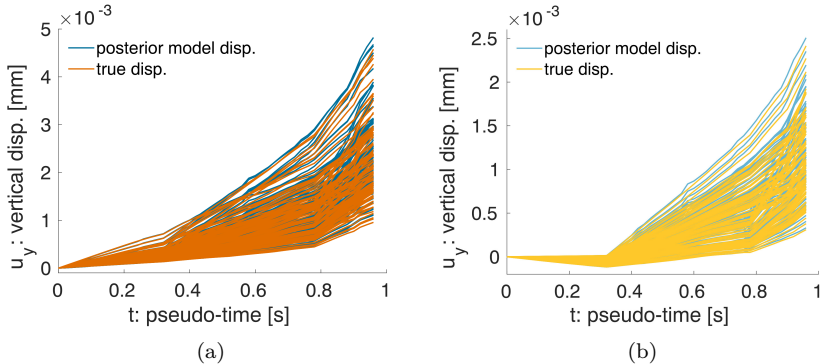 ×10⁻³
5
4
3
2
1
0
u_y : vertical disp. [mm]
posterior model disp.
true disp.
0 0.2 0.4 0.6 0.8 1
t: pseudo-time [s]
(a)
×10⁻³
2.5
2
1.5
1
0.5
0
u_y : vertical disp. [mm]
posterior model disp.
true disp.
0 0.2 0.4 0.6 0.8 1
t: pseudo-time [s]
(b)